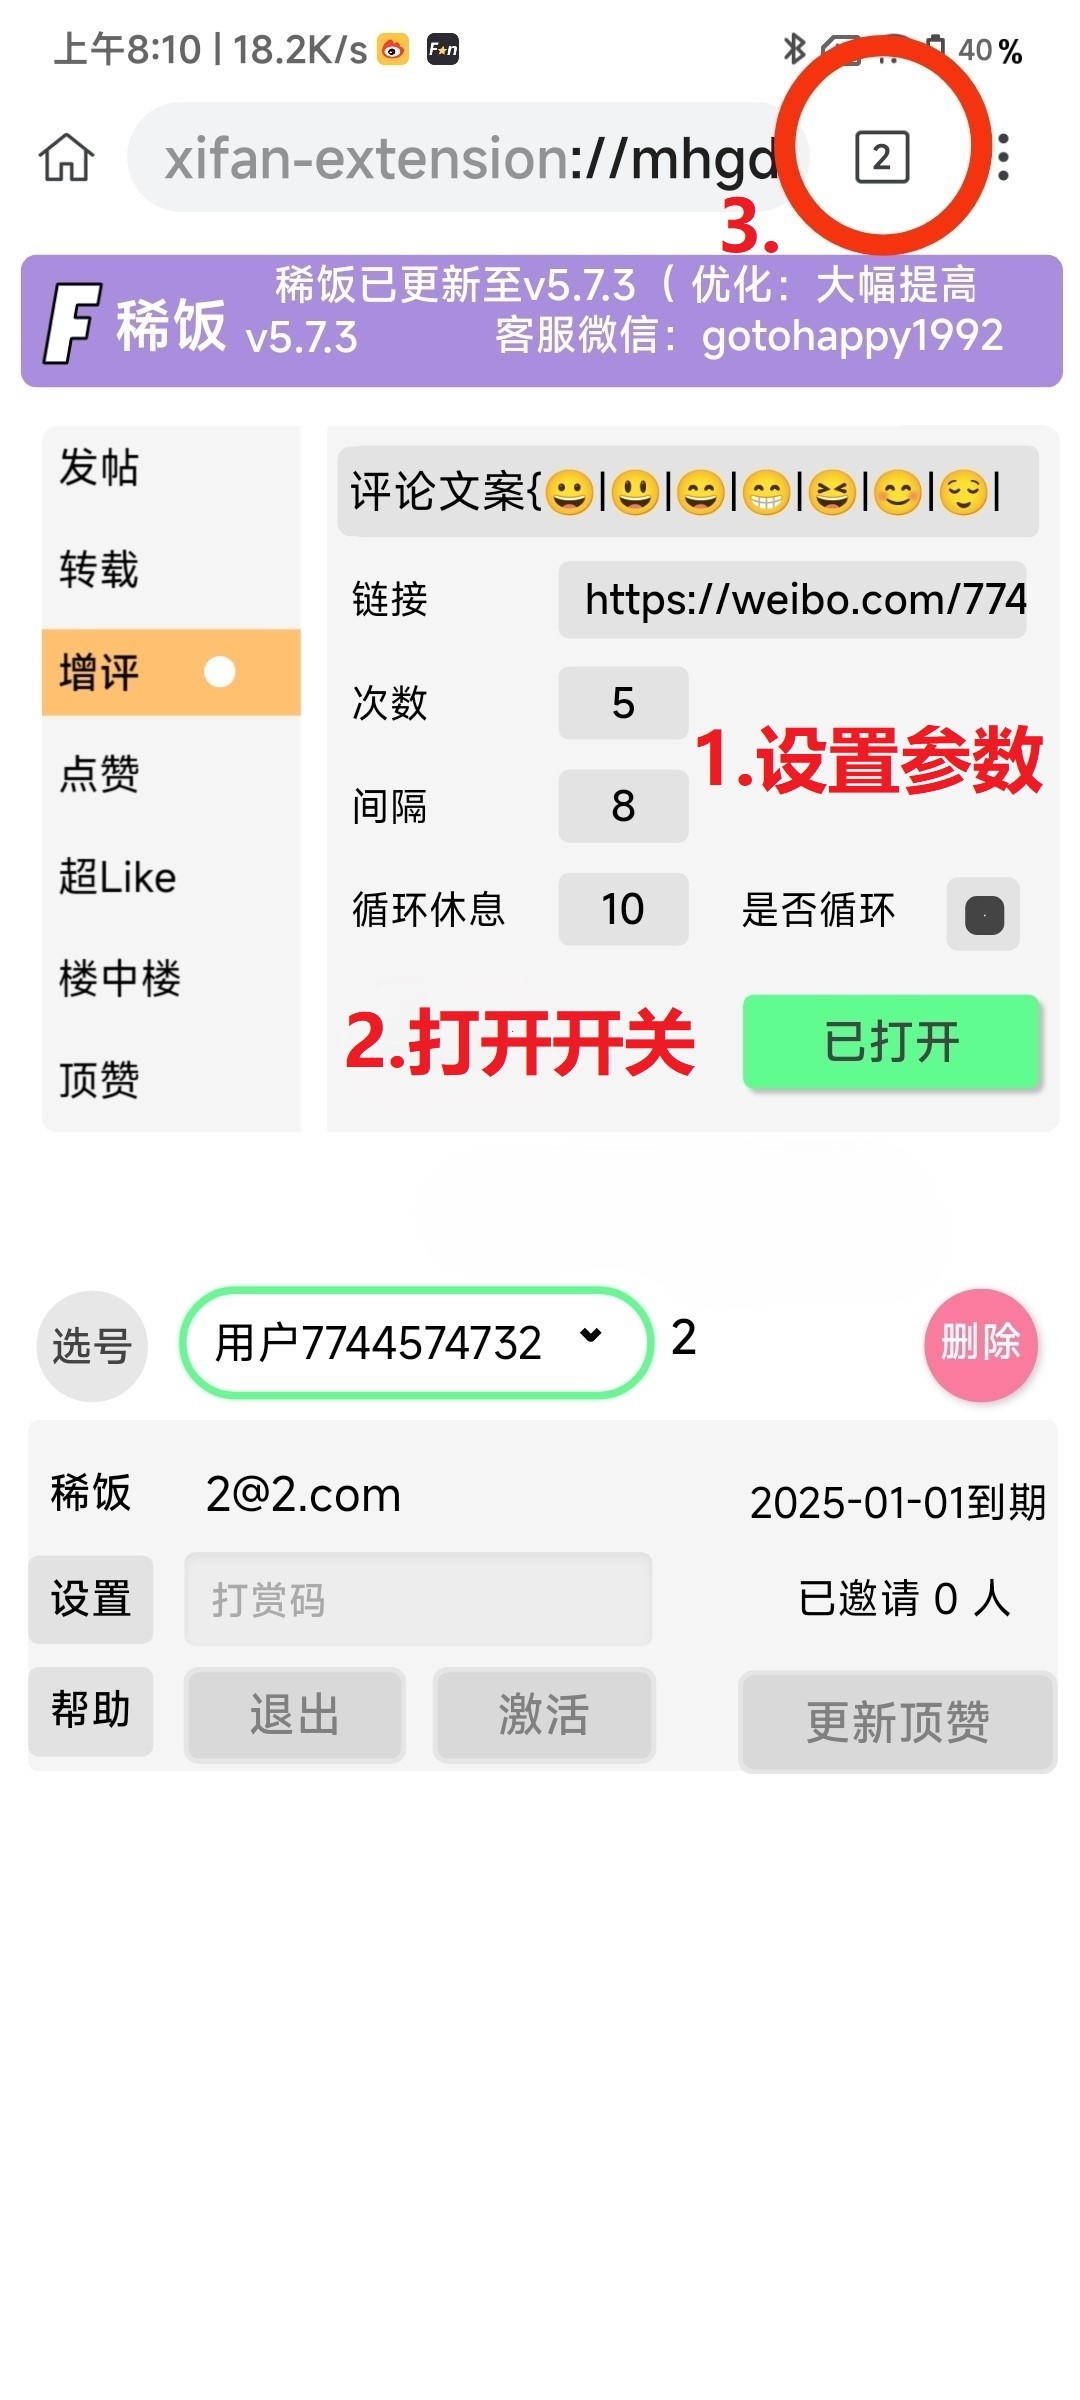 上午8:10 | 18.2K/s
40 %
xifan-extension://mhgd
2
3.
稀饭
v5.7.3
稀饭已更新至v5.7.3（ 优化：大幅提高
客服微信：gotohappy1992
发帖
转载
增评
点赞
超Like
楼中楼
顶赞
评论文案{😀|😃|😄|😁|😆|😊|😌|
链接 https://weibo.com/774
次数 5
1.设置参数
间隔 8
循环休息 10 是否循环
2.打开开关 已打开
选号 用户7744574732 2 删除
稀饭 2@2.com 2025-01-01到期
设置 打赏码 已邀请 0 人
帮助 退出 激活 更新顶赞